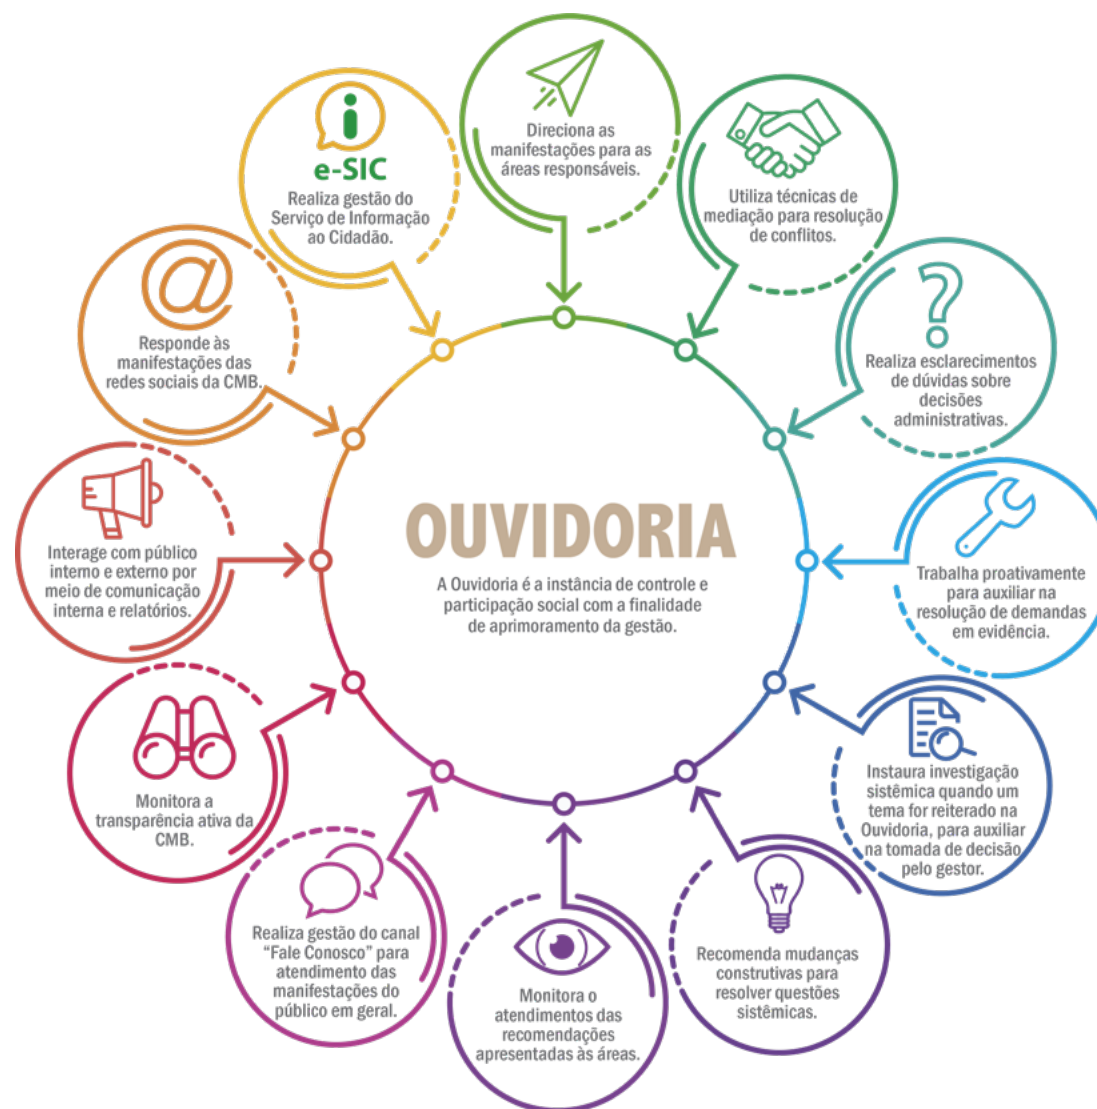 Direciona as
manifestações para as
áreas responsáveis.
Utiliza técnicas de
mediação para resolução
de conflitos.
Realiza esclarecimentos
de dúvidas sobre
decisões
administrativas.
Trabalha proativamente
para auxiliar na
resolução de demandas
em evidência.
Instaura investigação
sistêmica quando um
tema for reiterado na
Ouvidoria, para auxiliar
na tomada de decisão
pelo gestor.
Recomenda mudanças
construtivas para
resolver questões
sistêmicas.
Monitora o
atendimentos das
recomendações
apresentadas às áreas.
Realiza gestão do canal
“Fale Conosco” para
atendimento das
manifestações do
público em geral.
Monitora a
transparência ativa da
CMB.
Interage com público
interno e externo por
meio de comunicação
interna e relatórios.
@
Responde às
manifestações das
redes sociais da CMB.
i
e-SIC
Realiza gestão do
Serviço de Informação
ao Cidadão.
?
OUVIDORIA
A Ouvidoria é a instância de controle e
participação social com a finalidade
de aprimoramento da gestão.